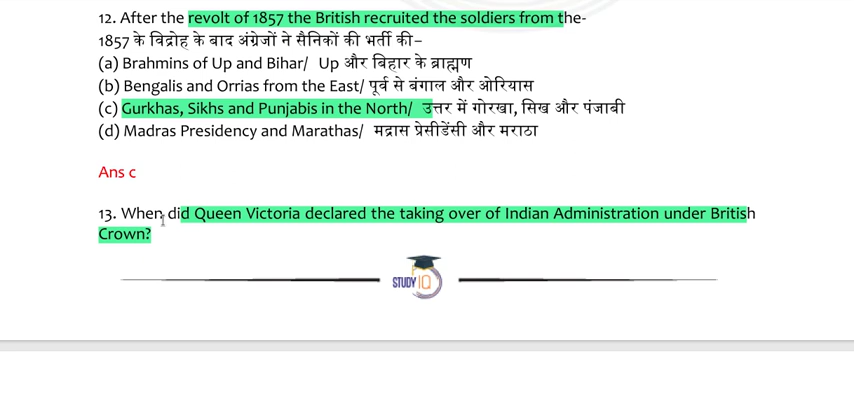 12. After the revolt of 1857 the British recruited the soldiers from the-
1857 के विद्रोह के बाद अंग्रेजों ने सैनिकों की भर्ती की–
(a) Brahmins of Up and Bihar/ Up और बिहार के ब्राह्मण
(b) Bengalis and Orrias from the East/ पूर्व से बंगाल और ओरियास
(c) Gurkhas, Sikhs and Punjabis in the North/ उत्तर में गोरखा, सिख और पंजाबी
(d) Madras Presidency and Marathas/ मद्रास प्रेसीडेंसी और मराठा
Ans c
13. When did Queen Victoria declared the taking over of Indian Administration under British
Crown?
STUDY IQ